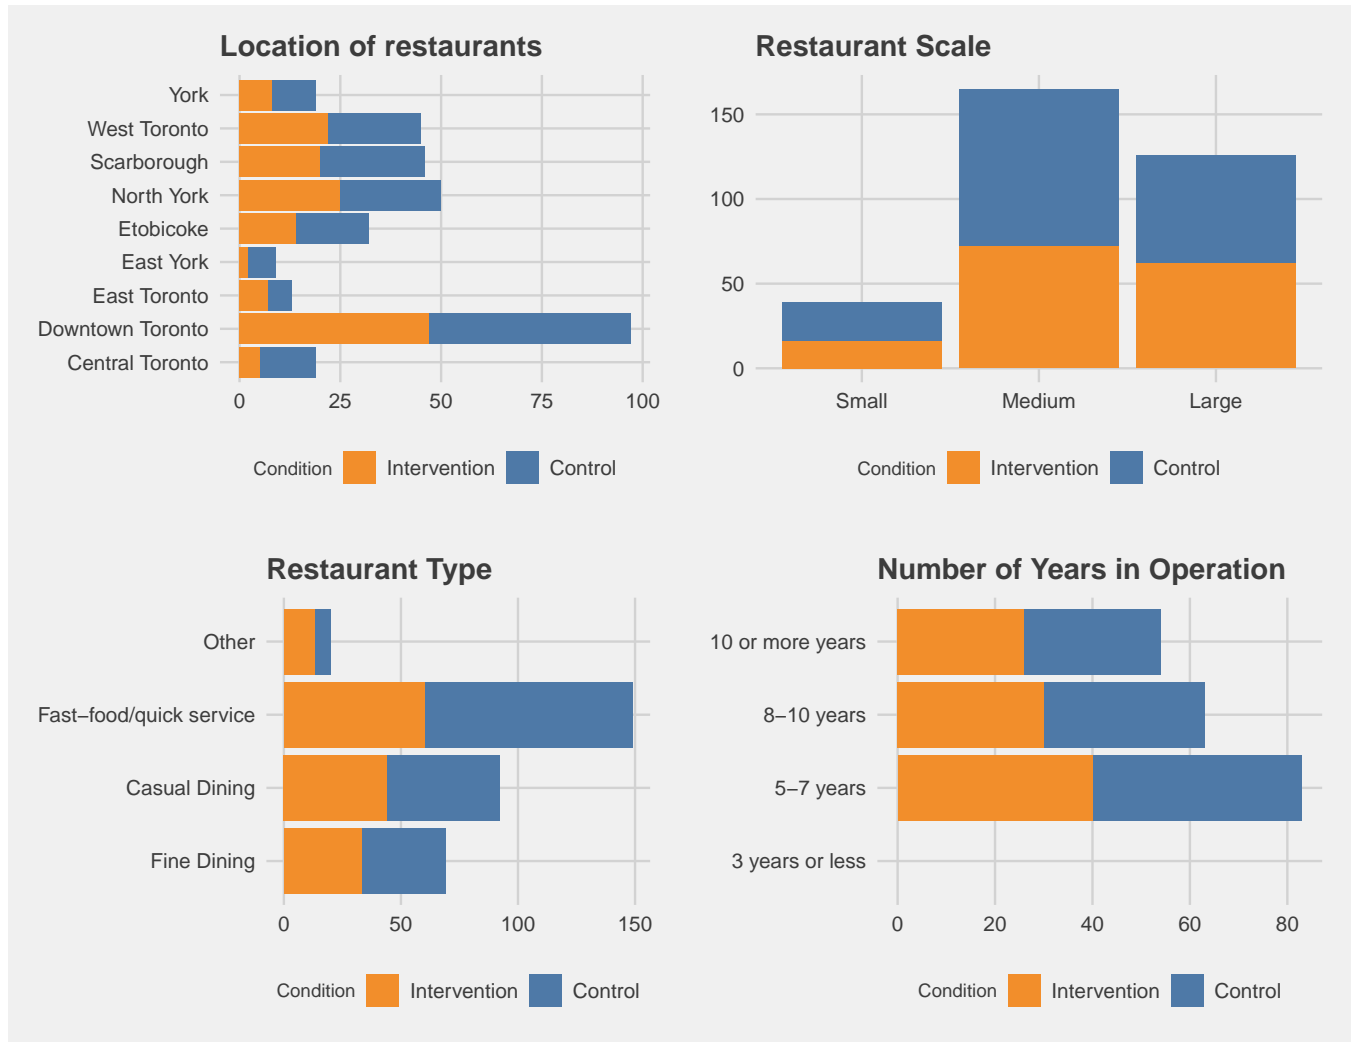 Location of restaurants
York
West Toronto
Scarborough
North York
Etobicoke
East York
East Toronto
Downtown Toronto
Central Toronto
0 25 50 75 100
Condition Intervention Control
Restaurant Scale
150
100
50
0
Small Medium Large
Condition Intervention Control
Restaurant Type
Other
Fast−food/quick service
Casual Dining
Fine Dining
0 50 100 150
Condition Intervention Control
Number of Years in Operation
10 or more years
8−10 years
5−7 years
3 years or less
0 20 40 60 80
Condition Intervention Control